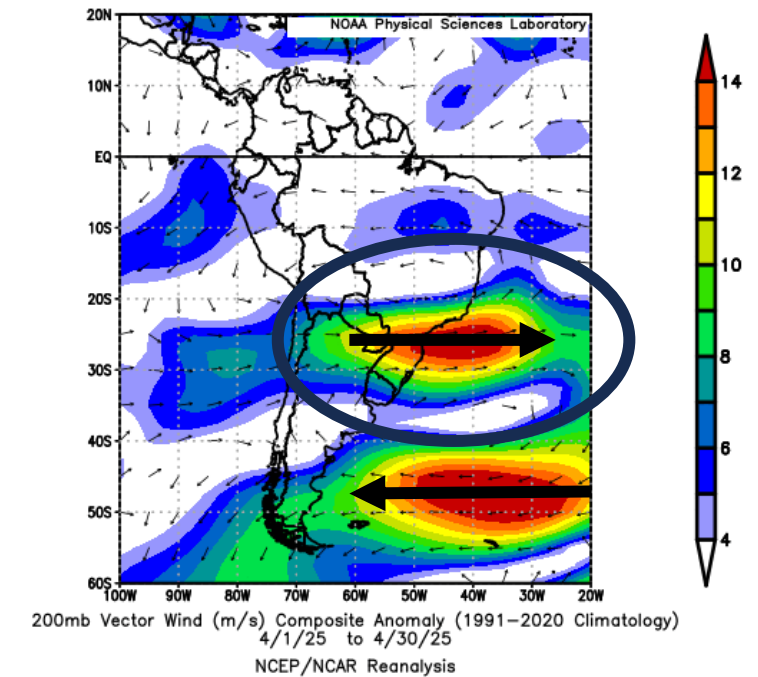 NOAA Physical Sciences Laboratory
20N
10N
EQ
10S
20S
30S
40S
50S
60S
100W 90W 80W 70W 60W 50W 40W 30W 20W
14
12
10
8
6
4
200mb Vector Wind (m/s) Composite Anomaly (1991-2020 Climatology)
4/1/25 to 4/30/25
NCEP/NCAR Reanalysis